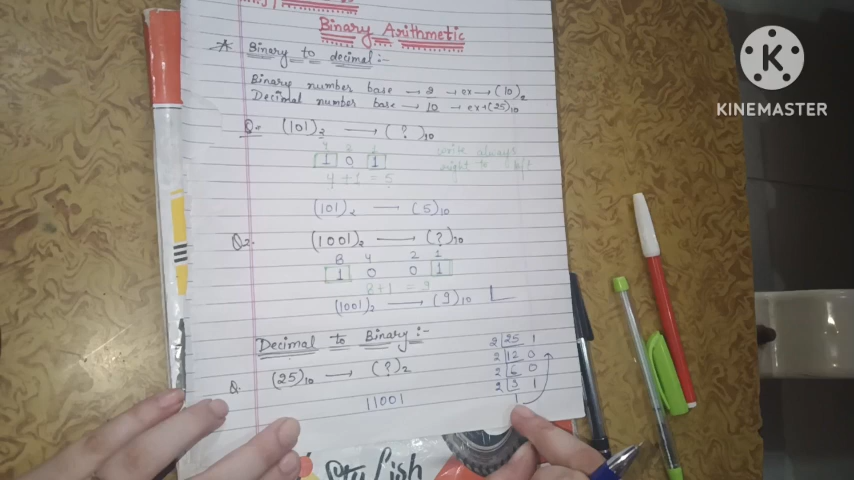 Binary Arithmetic
Binary to decimal :-
Binary number base → 2 → ex → (10)₂
Decimal number base → 10 → ex → (25)₁₀
Q. (101)₂ → (?)₁₀
4 2 1
1 0 1
4 + 1 = 5
write always
right to left
(101)₂ → (5)₁₀
Q2. (1001)₂ → (?)₁₀
8 4 2 1
1 0 0 1
8 + 1 = 9
(1001)₂ → (9)₁₀
Decimal to Binary :-
Q. (25)₁₀ → (?)₂
11001
2 25 1
2 12 0
2 6 0
2 3 1
1
Stylish
K
KINEMASTER